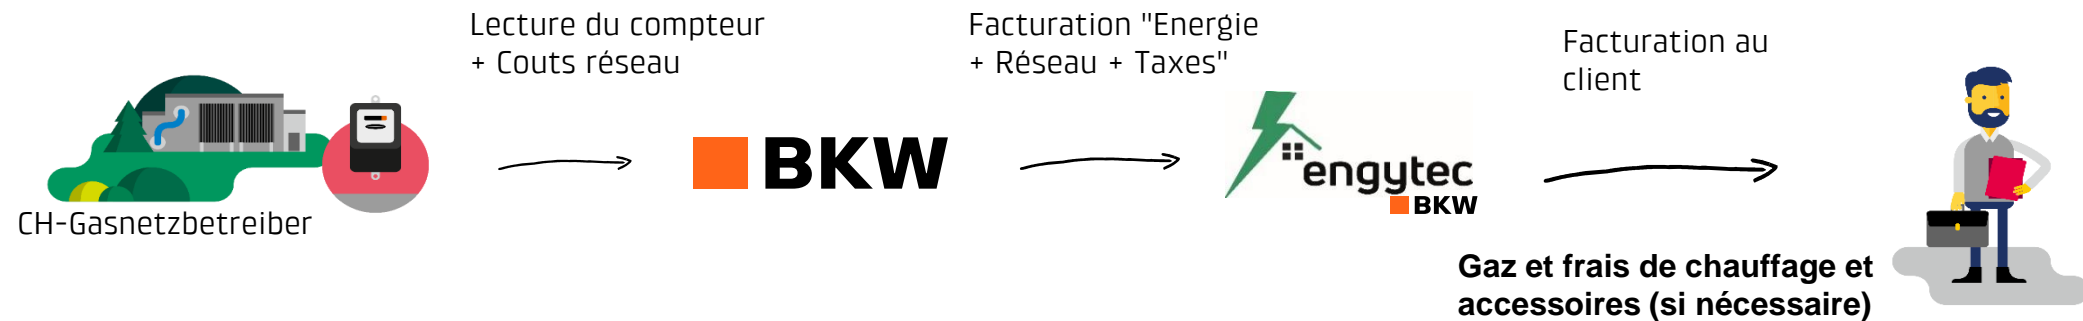 Lecture du compteur
+ Couts réseau
Facturation "Energie
+ Réseau + Taxes"
Facturation au
client
BKW
engytec
BKW
CH-Gasnetzbetreiber
Gaz et frais de chauffage et
accessoires (si nécessaire)